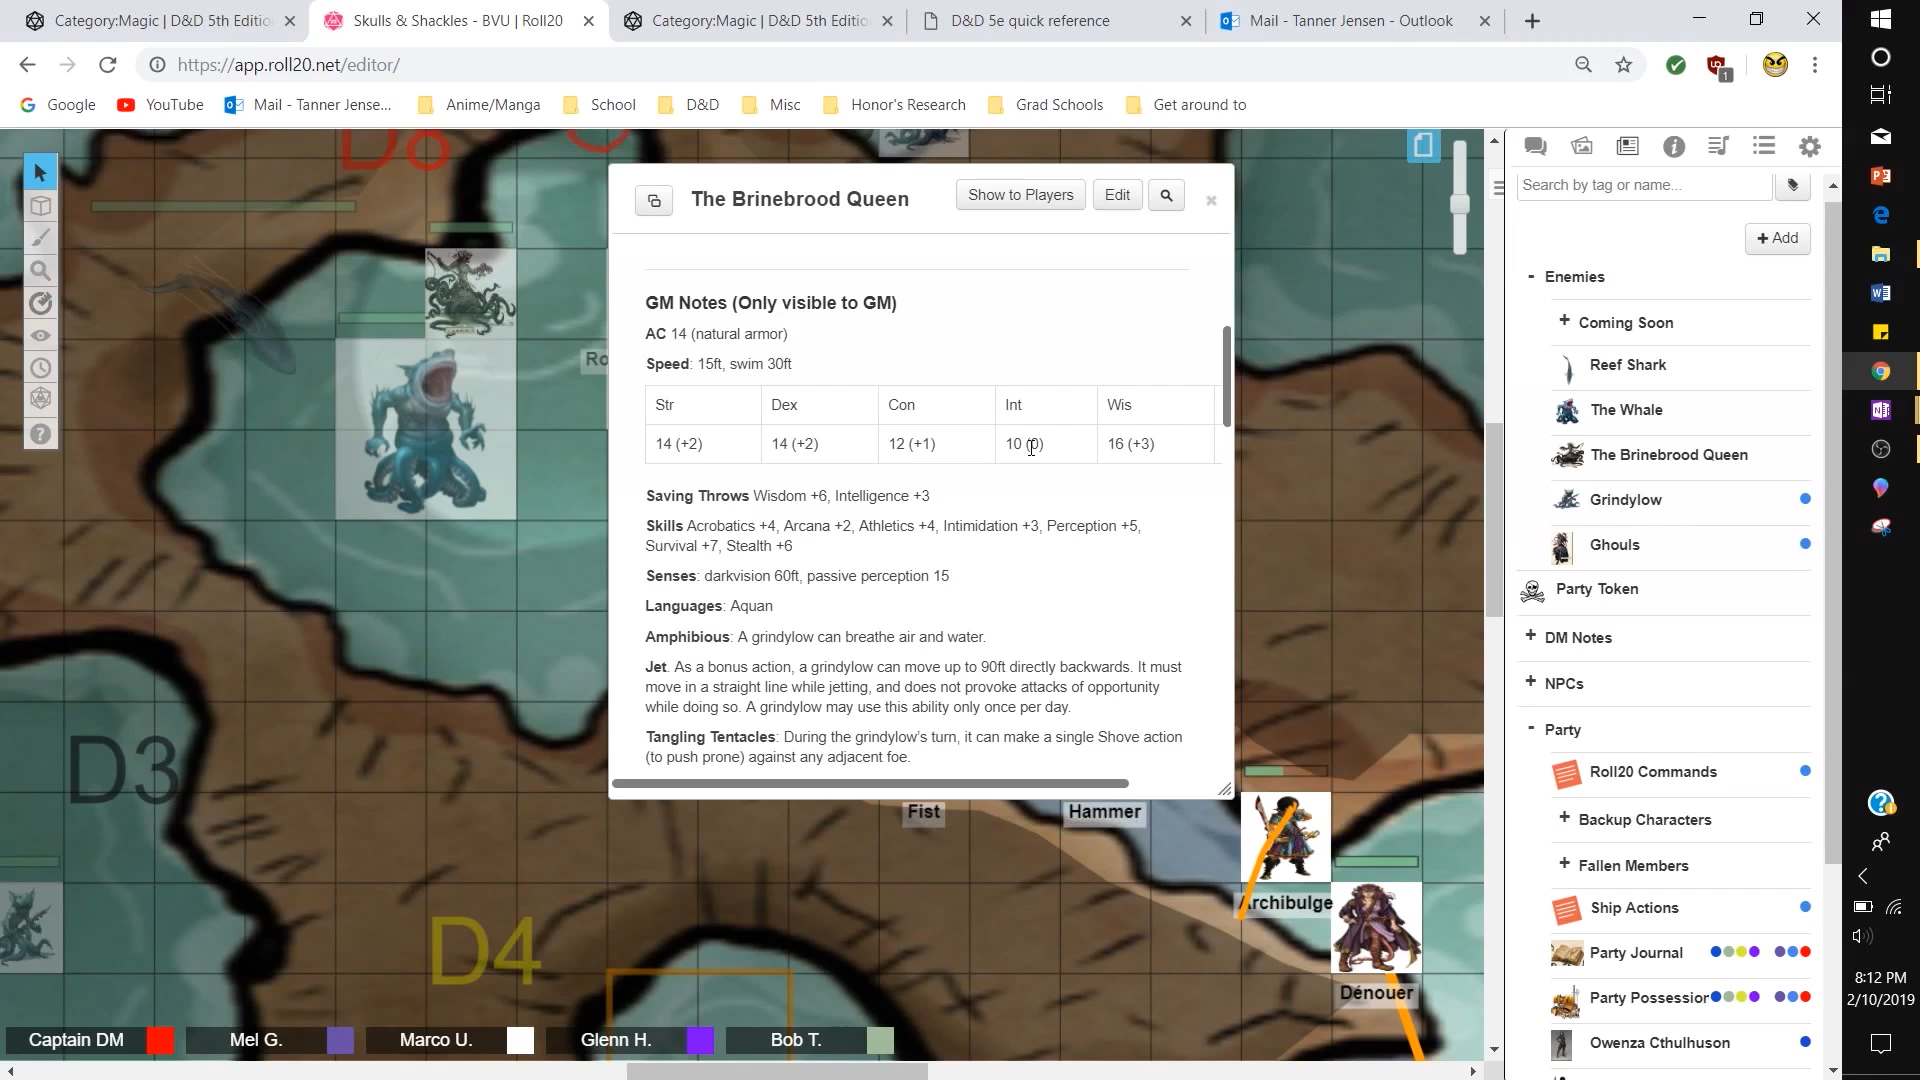 Category:Magic | D&D 5th Editio
Skulls & Shackles - BVU | Roll20
Category:Magic | D&D 5th Editio
D&D 5e quick reference
Mail - Tanner Jensen - Outlook
https://app.roll20.net/editor/
1
Google
YouTube
Mail - Tanner Jense...
Anime/Manga
School
D&D
Misc
Honor's Research
Grad Schools
Get around to
The Brinebrood Queen
Show to Players
Edit
GM Notes (Only visible to GM)
AC 14 (natural armor)
Speed: 15ft, swim 30ft
Str Dex Con Int Wis
14 (+2) 14 (+2) 12 (+1) 10 (0) 16 (+3)
Saving Throws Wisdom +6, Intelligence +3
Skills Acrobatics +4, Arcana +2, Athletics +4, Intimidation +3, Perception +5,
Survival +7, Stealth +6
Senses: darkvision 60ft, passive perception 15
Languages: Aquan
Amphibious: A grindylow can breathe air and water.
Jet. As a bonus action, a grindylow can move up to 90ft directly backwards. It must
move in a straight line while jetting, and does not provoke attacks of opportunity
while doing so. A grindylow may use this ability only once per day.
Tangling Tentacles: During the grindylow's turn, it can make a single Shove action
(to push prone) against any adjacent foe.
Ro
D3
D4
Fist
Hammer
Archibulge
Dénouer
Captain DM
Mel G.
Marco U.
Glenn H.
Bob T.
Search by tag or name...
+ Add
- Enemies
+ Coming Soon
Reef Shark
The Whale
The Brinebrood Queen
Grindylow
Ghouls
Party Token
+ DM Notes
+ NPCs
- Party
Roll20 Commands
+ Backup Characters
+ Fallen Members
Ship Actions
Party Journal
Party Possession
Owenza Cthulhuson
8:12 PM
2/10/2019